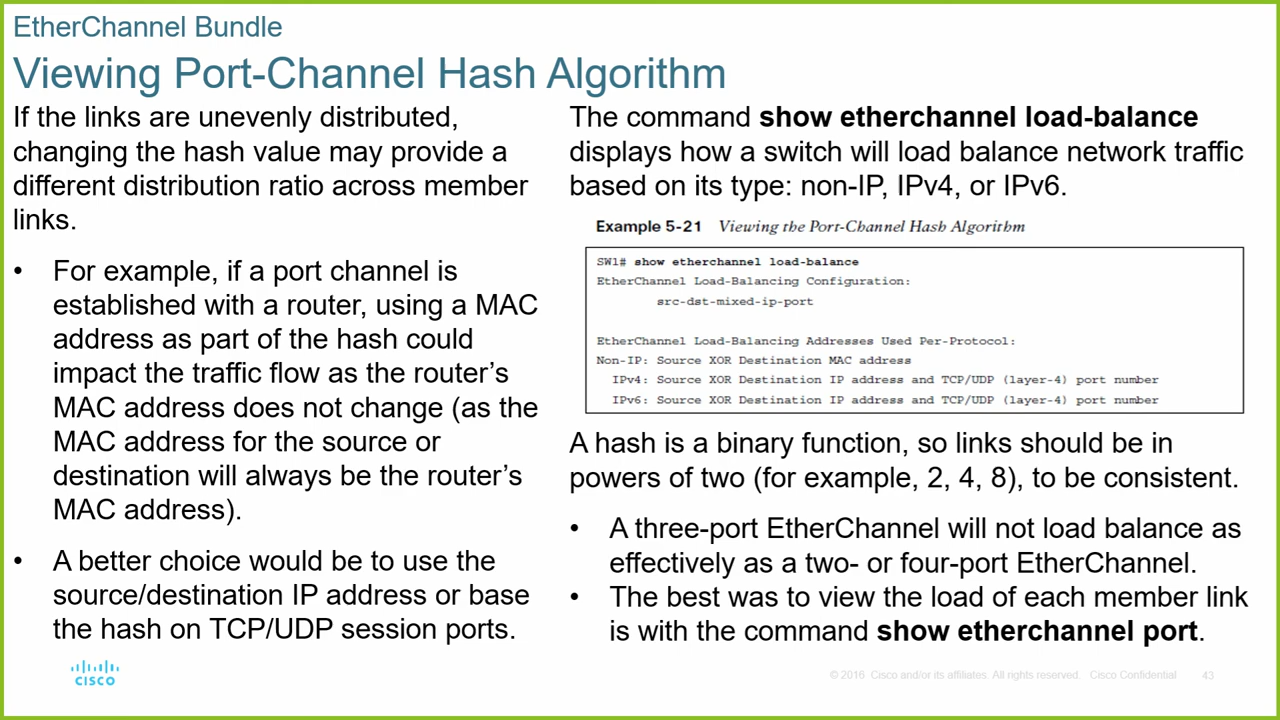 EtherChannel Bundle
Viewing Port-Channel Hash Algorithm
If the links are unevenly distributed,
changing the hash value may provide a
different distribution ratio across member
links.
• For example, if a port channel is
established with a router, using a MAC
address as part of the hash could
impact the traffic flow as the router’s
MAC address does not change (as the
MAC address for the source or
destination will always be the router’s
MAC address).
• A better choice would be to use the
source/destination IP address or base
the hash on TCP/UDP session ports.
The command show etherchannel load-balance
displays how a switch will load balance network traffic
based on its type: non-IP, IPv4, or IPv6.
Example 5-21 Viewing the Port-Channel Hash Algorithm
SW1# show etherchannel load-balance
EtherChannel Load-Balancing Configuration:
src-dst-mixed-ip-port
EtherChannel Load-Balancing Addresses Used Per-Protocol:
Non-IP: Source XOR Destination MAC address
IPv4: Source XOR Destination IP address and TCP/UDP (layer-4) port number
IPv6: Source XOR Destination IP address and TCP/UDP (layer-4) port number
A hash is a binary function, so links should be in
powers of two (for example, 2, 4, 8), to be consistent.
• A three-port EtherChannel will not load balance as
effectively as a two- or four-port EtherChannel.
• The best was to view the load of each member link
is with the command show etherchannel port.
CISCO
© 2016 Cisco and/or its affiliates. All rights reserved Cisco Confidential 43